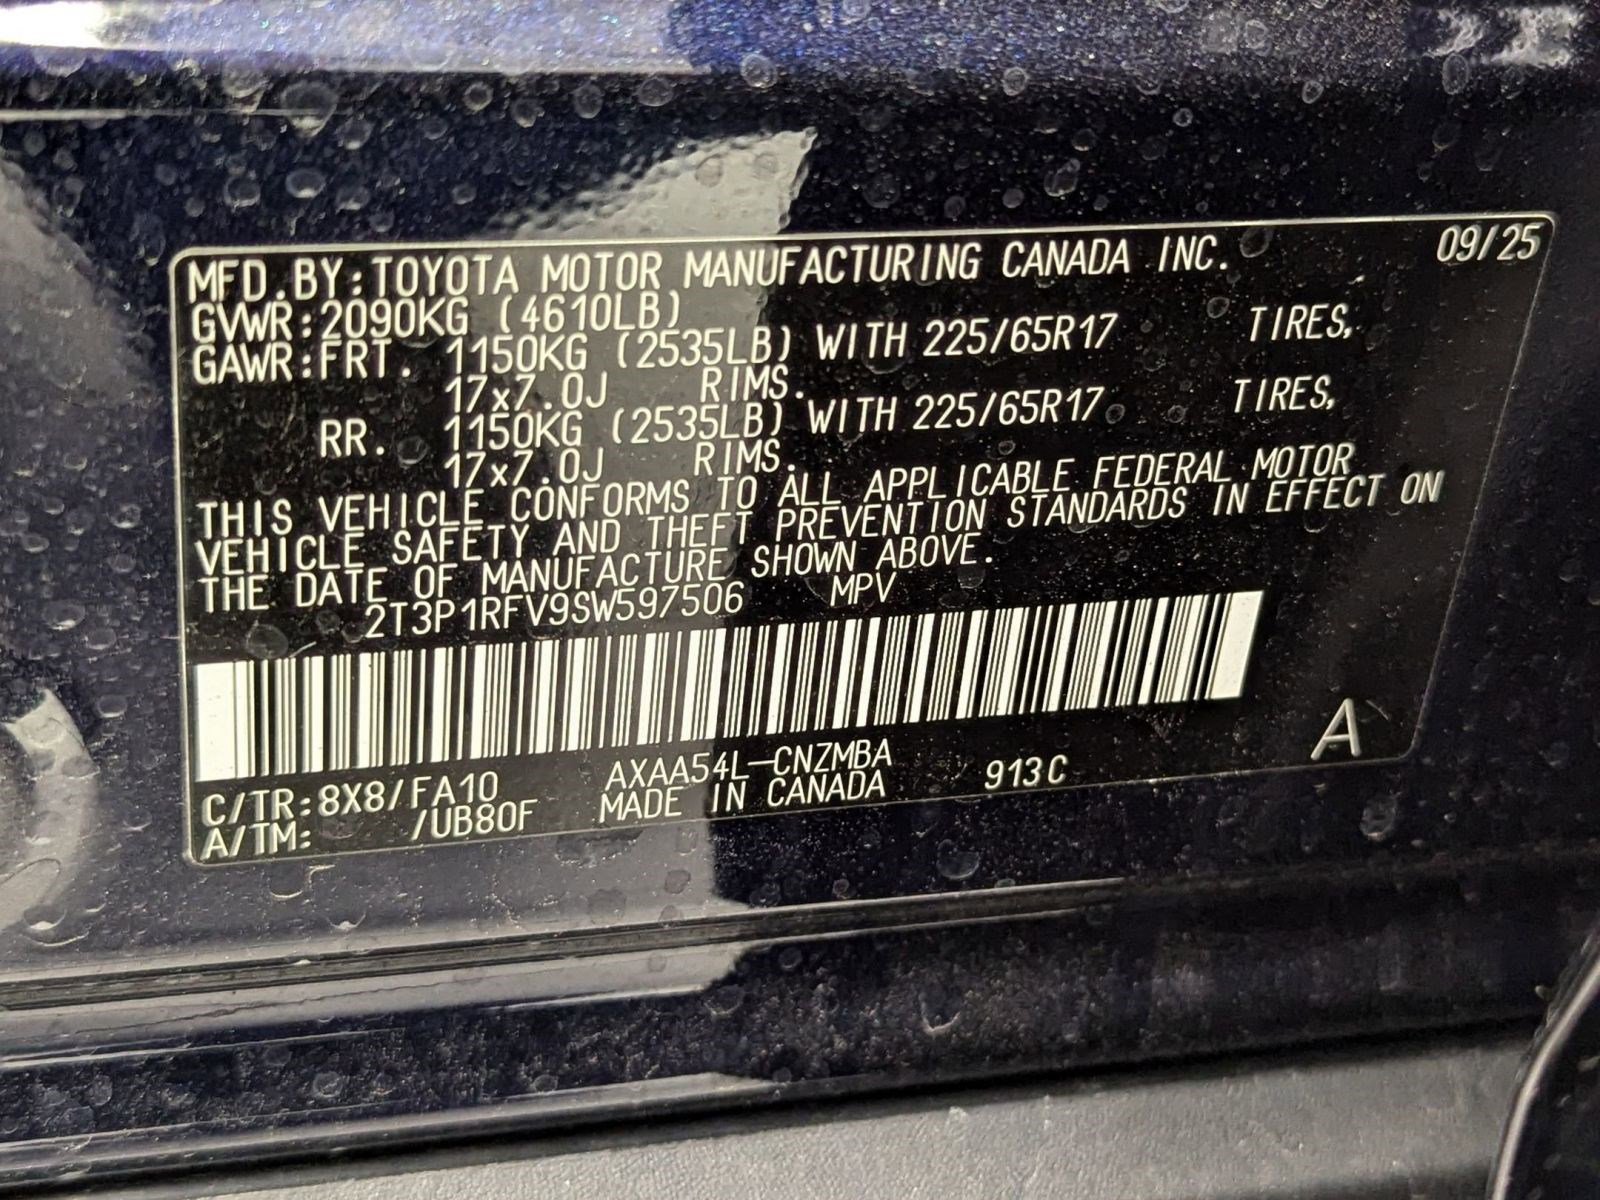 MFD.BY:TOYOTA MOTOR MANUFACTURING CANADA INC. 09/25
GVWR:2090KG (4610LB)
GAWR:FRT. 1150KG (2535LB) WITH 225/65R17 TIRES,
17x7.0J RIMS.
RR. 1150KG (2535LB) WITH 225/65R17 TIRES,
17x7.0J RIMS.
THIS VEHICLE CONFORMS TO ALL APPLICABLE FEDERAL MOTOR
VEHICLE SAFETY AND THEFT PREVENTION STANDARDS IN EFFECT ON
THE DATE OF MANUFACTURE SHOWN ABOVE.
2T3P1RFV9SW597506 MPV
A
C/TR:8X8/FA10 AXAA54L-CNZMBA 913C
A/TM: /UB80F MADE IN CANADA